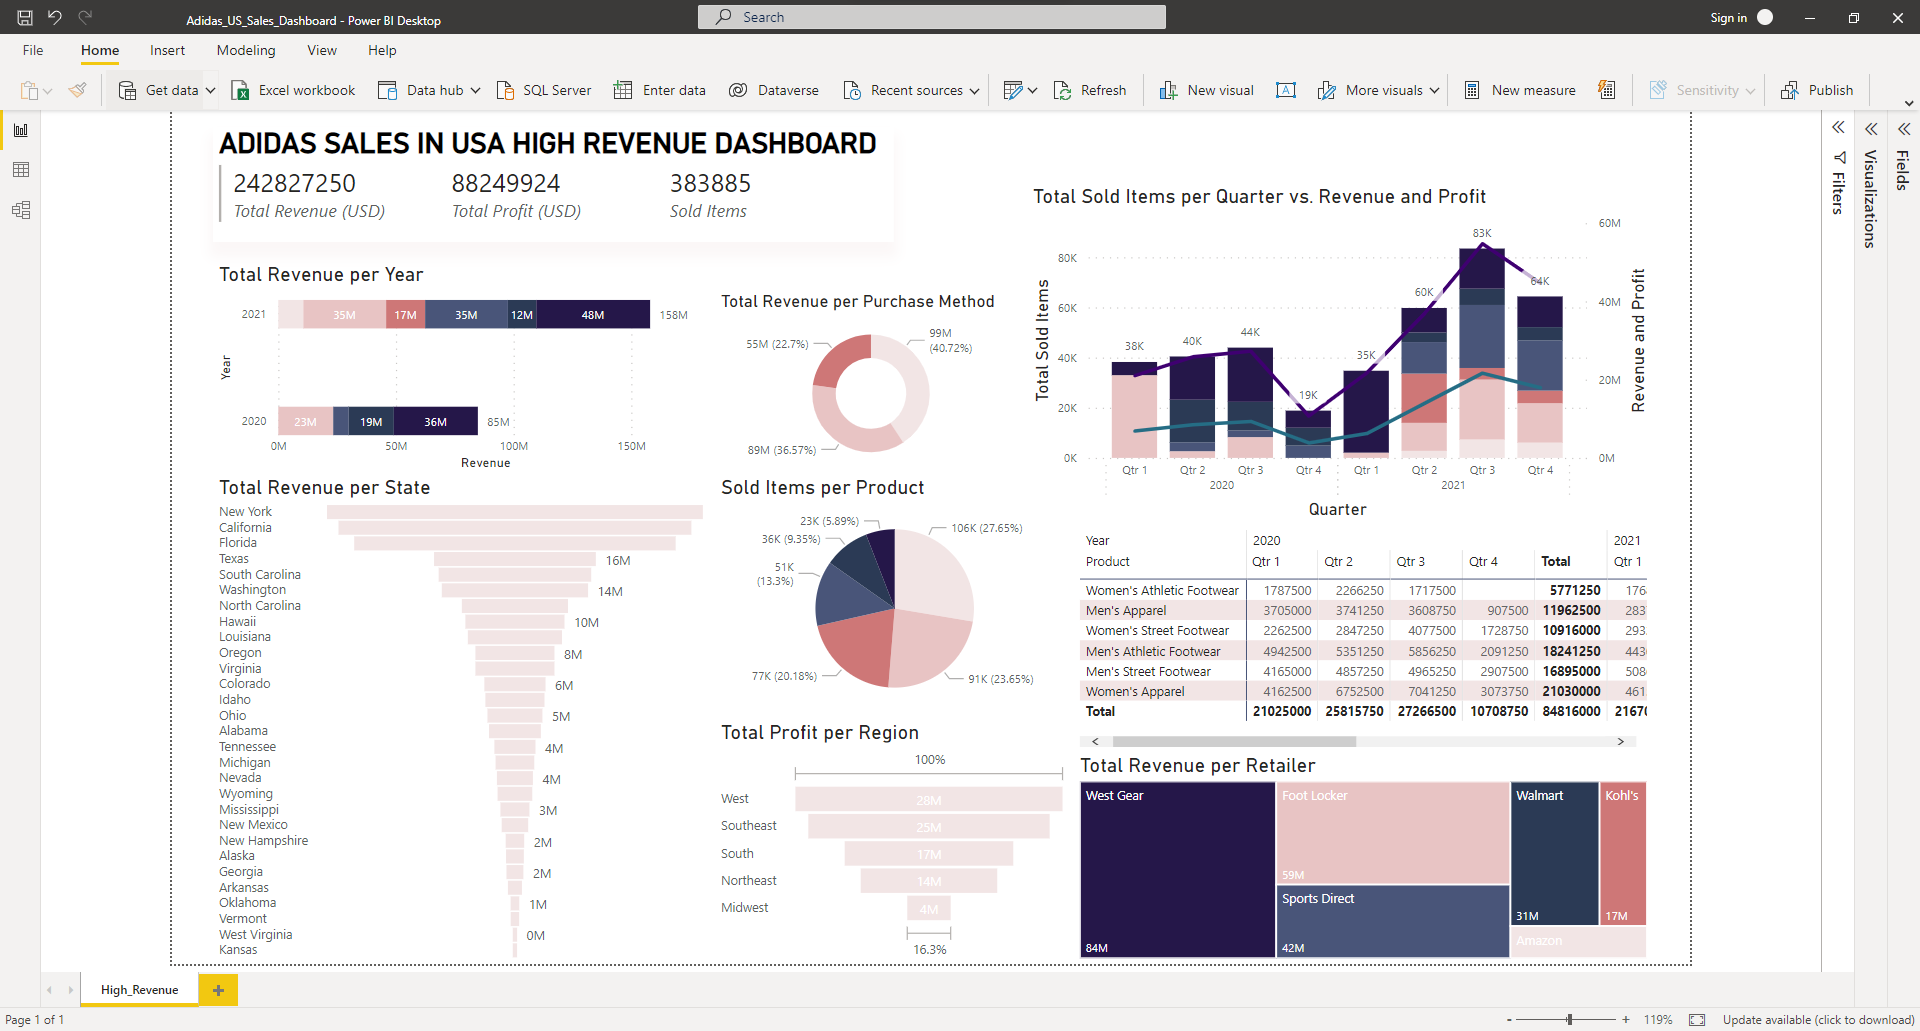 Adidas_US_Sales_Dashboard - Power BI Desktop
Search
Sign in
File Home Insert Modeling View Help
Get data Excel workbook Data hub SQL Server Enter data Dataverse Recent sources Refresh New visual More visuals New measure Sensitivity Publish
ADIDAS SALES IN USA HIGH REVENUE DASHBOARD
242827250 88249924 383885
Total Revenue (USD) Total Profit (USD) Sold Items
Total Revenue per Year
2021 35M 17M 35M 12M 48M 158M
Year
2020 23M 19M 36M 85M
0M 50M 100M 150M
Revenue
Total Revenue per State
New York
California
Florida
Texas 16M
South Carolina
Washington 14M
North Carolina
Hawaii 10M
Louisiana
Oregon 8M
Virginia
Colorado 6M
Idaho
Ohio 5M
Alabama
Tennessee 4M
Michigan
Nevada 4M
Wyoming
Mississippi 3M
New Mexico
New Hampshire 2M
Alaska
Georgia 2M
Arkansas
Oklahoma 1M
Vermont
West Virginia 0M
Kansas
Total Revenue per Purchase Method
55M (22.7%)
99M
(40.72%)
89M (36.57%)
Sold Items per Product
23K (5.89%)
106K (27.65%)
36K (9.35%)
51K
(13.3%)
77K (20.18%)
91K (23.65%)
Total Profit per Region
100%
West 28M
Southeast 25M
South 17M
Northeast 14M
Midwest 4M
16.3%
Total Sold Items per Quarter vs. Revenue and Profit
Total Sold Items
80K
60K
40K
20K
0K
38K 40K 44K 19K 35K 60K 83K 64K
60M
40M
20M
0M
Revenue and Profit
Qtr 1 Qtr 2 Qtr 3 Qtr 4 Qtr 1 Qtr 2 Qtr 3 Qtr 4
2020 2021
Quarter
Year 2020 2021
Product Qtr 1 Qtr 2 Qtr 3 Qtr 4 Total Qtr 1
Women's Athletic Footwear 1787500 2266250 1717500 5771250 176
Men's Apparel 3705000 3741250 3608750 907500 11962500 283
Women's Street Footwear 2262500 2847250 4077500 1728750 10916000 293
Men's Athletic Footwear 4942500 5351250 5856250 2091250 18241250 443
Men's Street Footwear 4165000 4857250 4965250 2907500 16895000 508
Women's Apparel 4162500 6752500 7041250 3073750 21030000 461
Total 21025000 25815750 27266500 10708750 84816000 2167
Total Revenue per Retailer
West Gear
84M
Foot Locker
59M
Sports Direct
42M
Walmart
31M
Kohl's
17M
Amazon
Filters
Visualizations
Fields
High_Revenue
Page 1 of 1
119%
Update available (click to download)